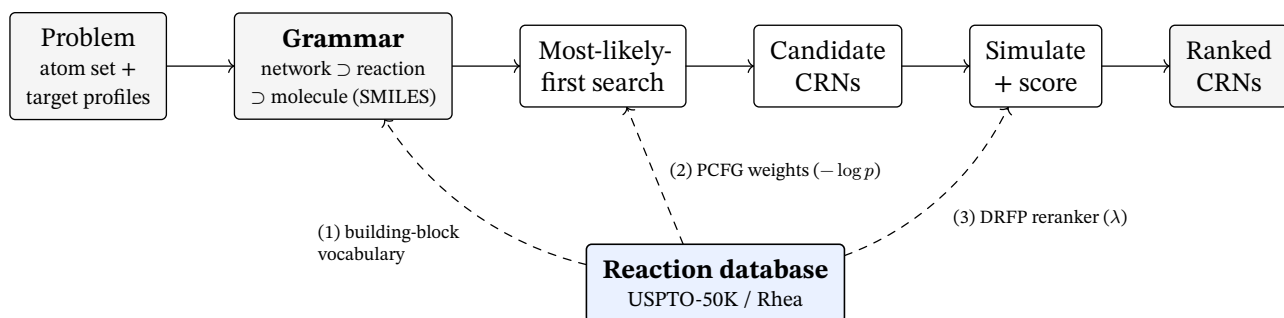 Problem
atom set +
target profiles
Grammar
network ⊃ reaction
⊃ molecule (SMILES)
Most-likely-
first search
Candidate
CRNs
Simulate
+ score
Ranked
CRNs
(1) building-block
vocabulary
(2) PCFG weights (− log p)
(3) DRFP reranker (λ)
Reaction database
USPTO-50K / Rhea